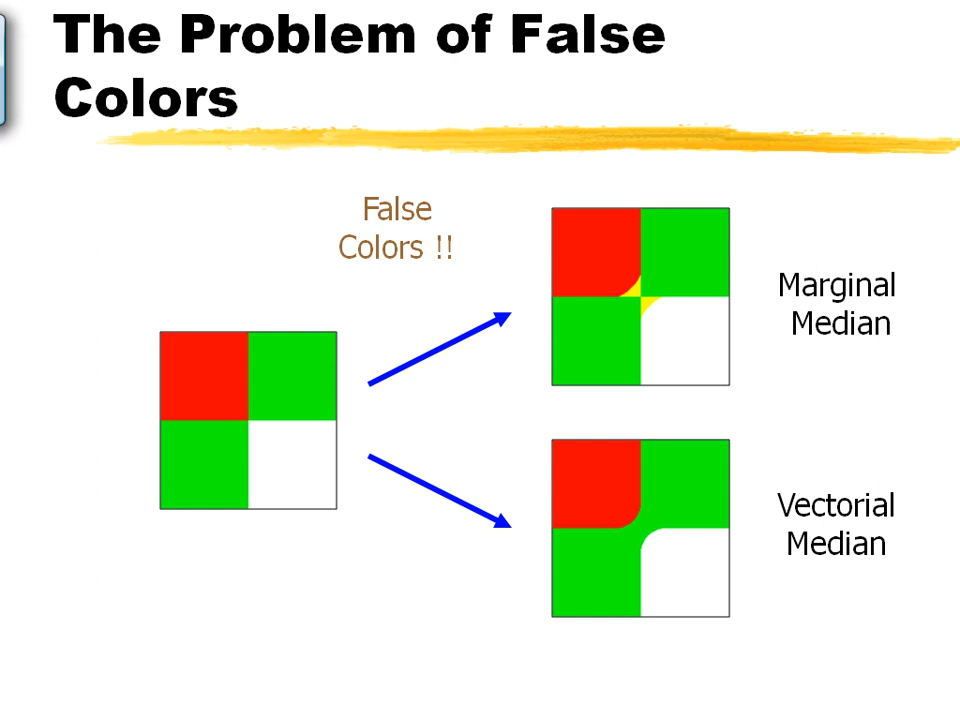 The Problem of False
Colors
False
Colors !!
Marginal
Median
Vectorial
Median